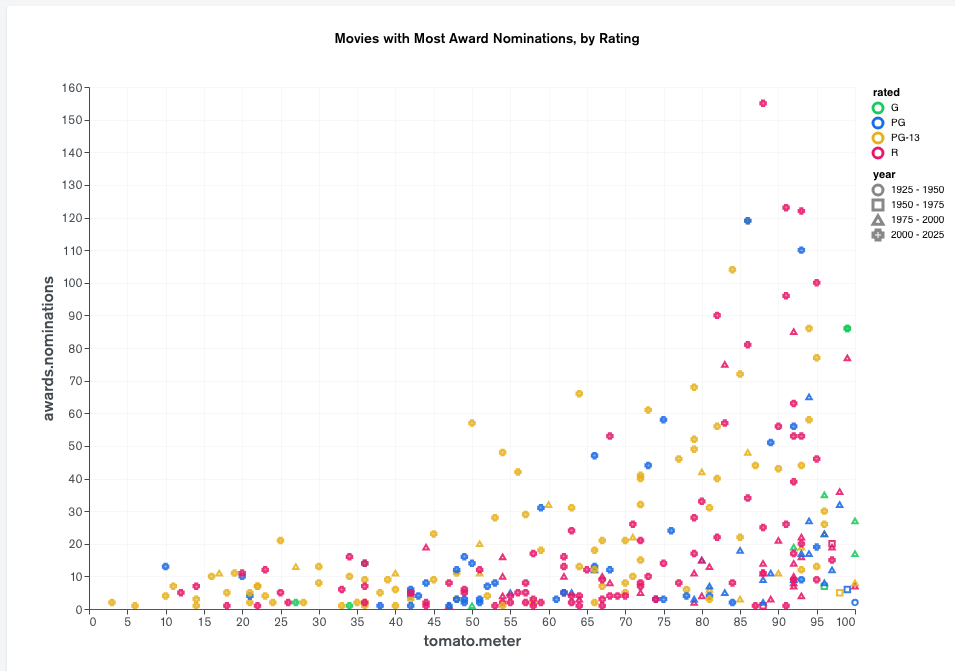 Movies with Most Award Nominations, by Rating
160
150
140
130
120
110
100
90
80
70
60
50
40
30
20
10
0
awards.nominations
0 5 10 15 20 25 30 35 40 45 50 55 60 65 70 75 80 85 90 95 100
tomato.meter
rated
G
PG
PG-13
R
year
1925 - 1950
1950 - 1975
1975 - 2000
2000 - 2025